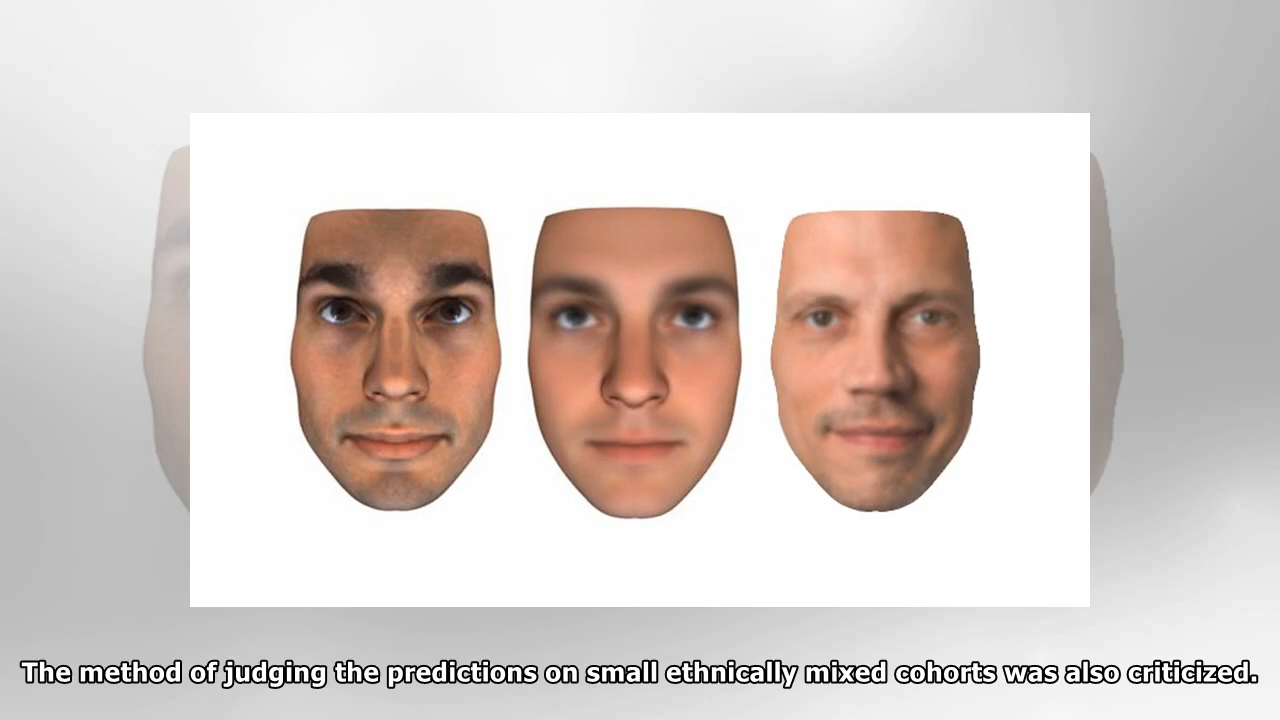 The method of judging the predictions on small ethnically mixed cohorts was also criticized.